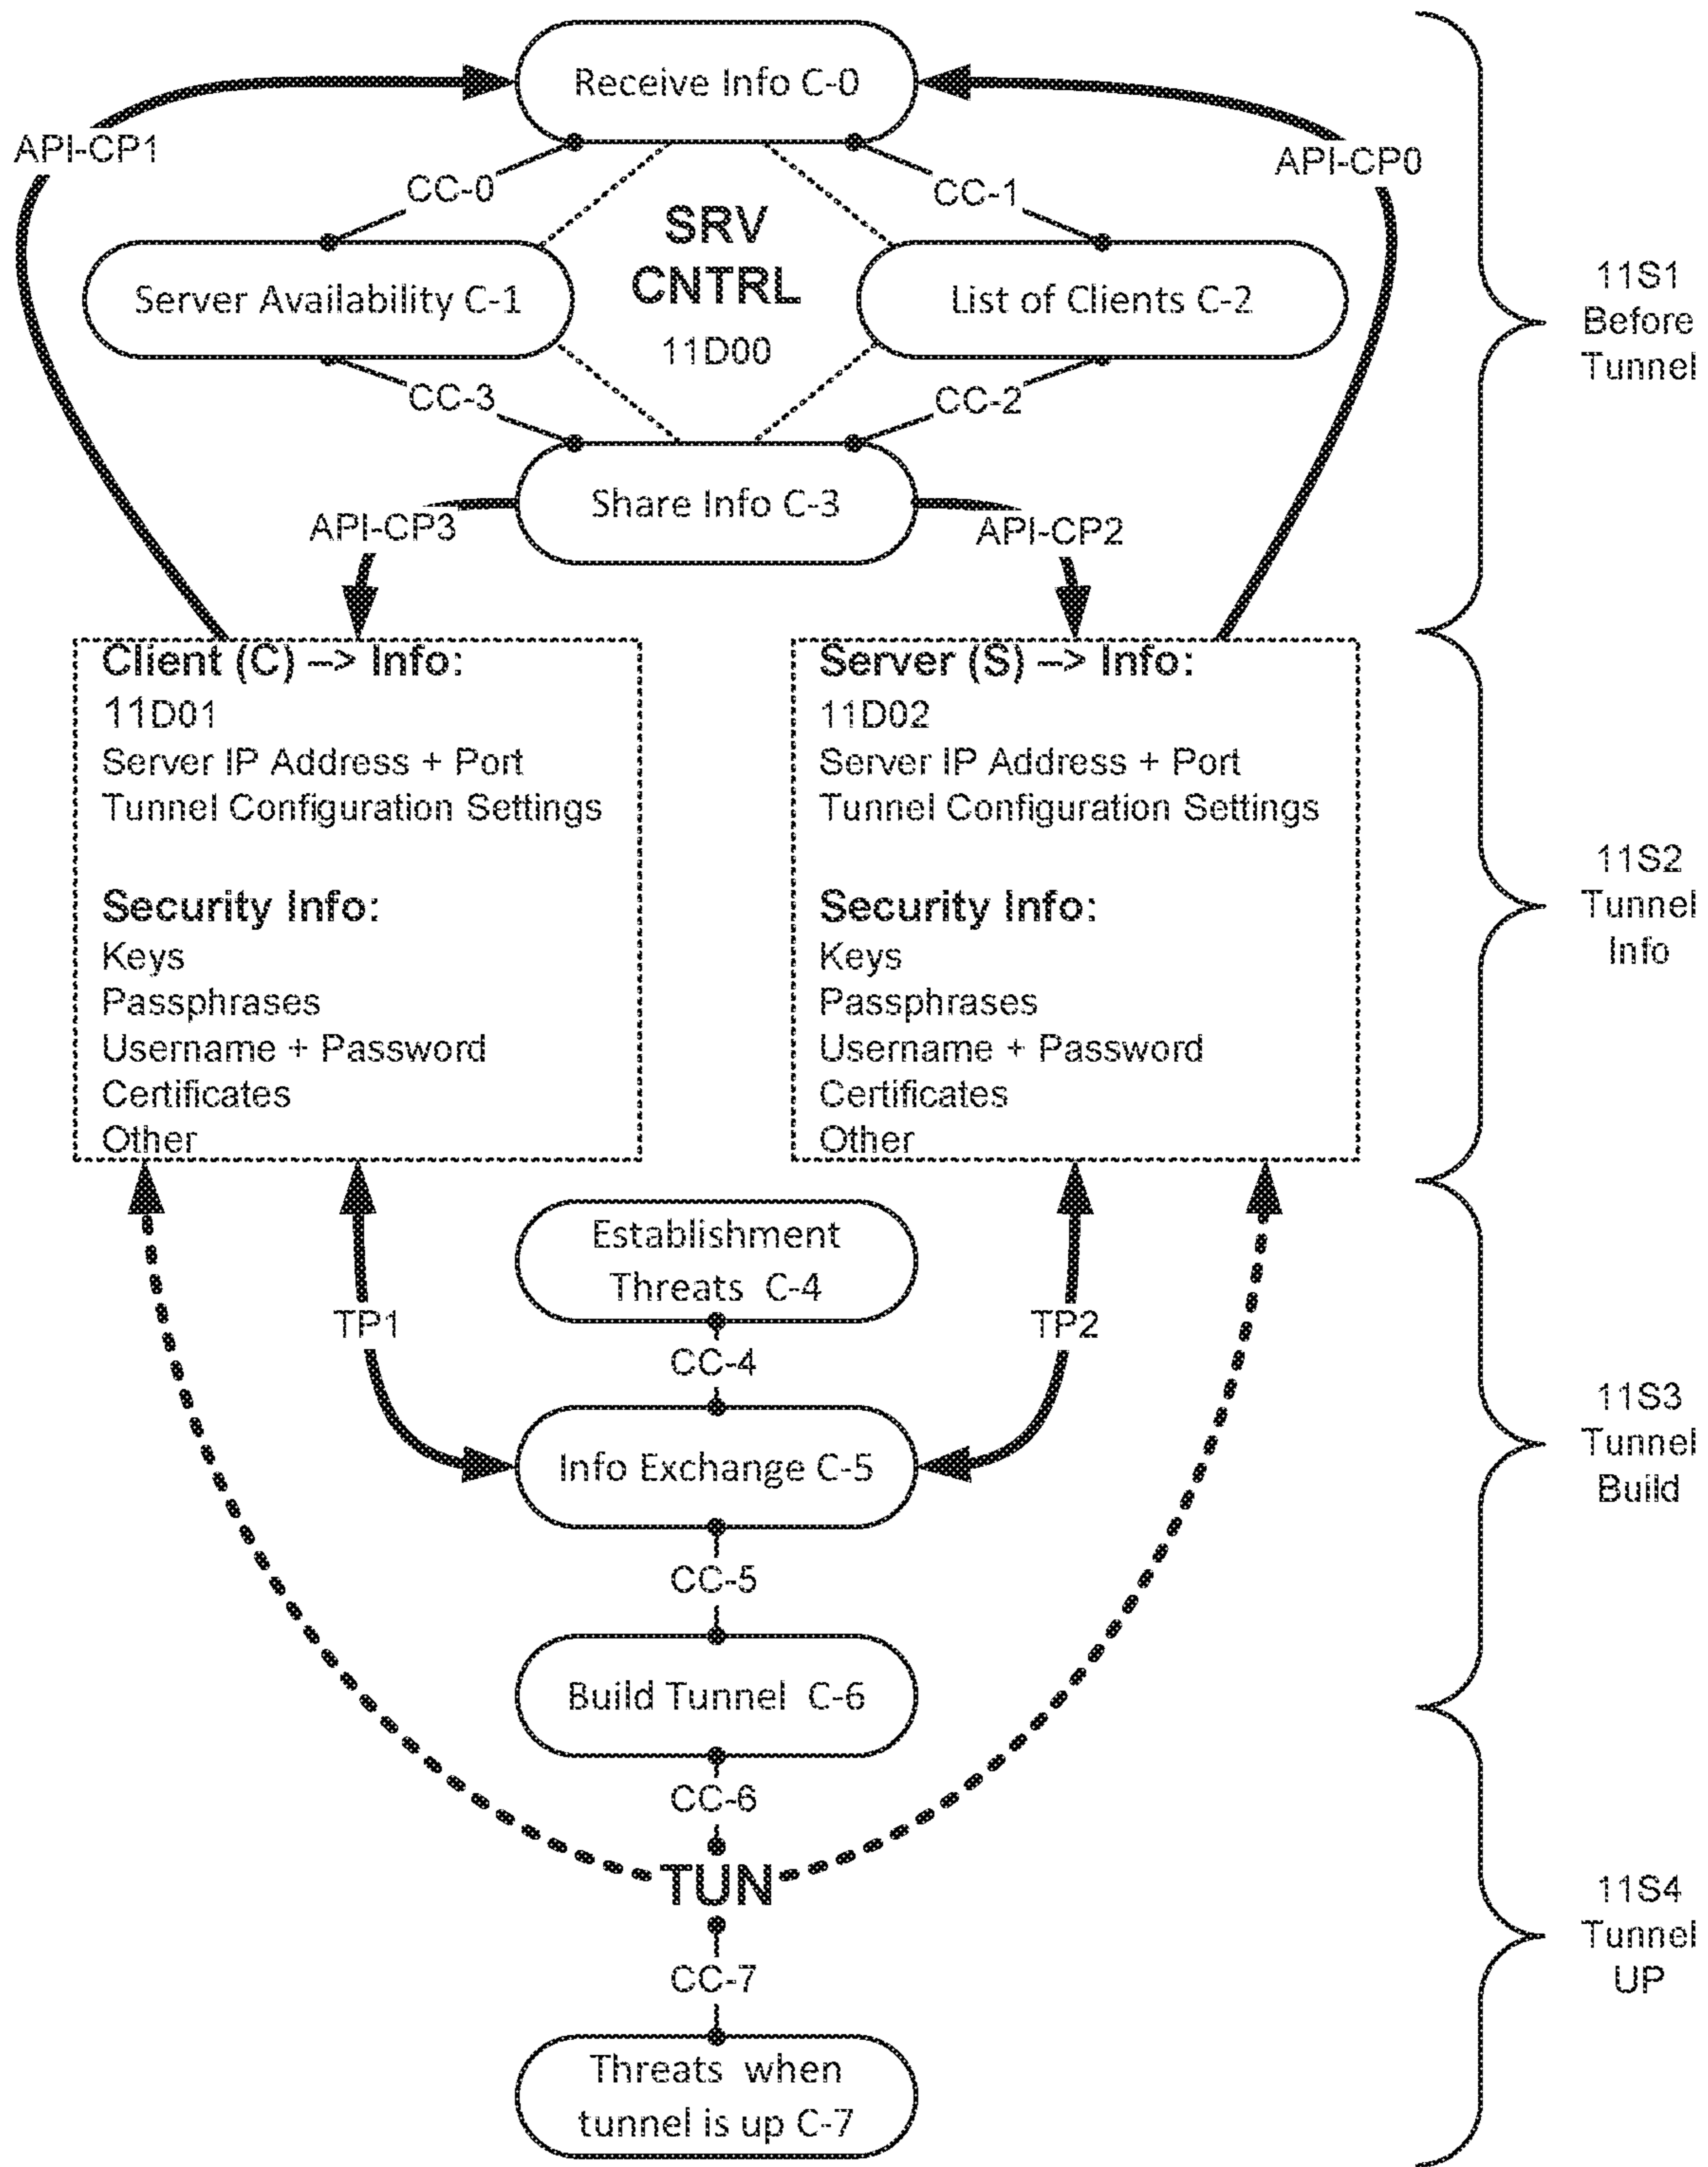 Receive Info C-0
API-CP1
API-CP0
CC-0
CC-1
SRV
CNTRL
11D00
Server Availability C-1
List of Clients C-2
CC-3
CC-2
Share Info C-3
API-CP3
API-CP2
11S1
Before
Tunnel
Client (C) –> Info:
11D01
Server IP Address + Port
Tunnel Configuration Settings
Security Info:
Keys
Passphrases
Username + Password
Certificates
Other
Server (S) –> Info:
11D02
Server IP Address + Port
Tunnel Configuration Settings
Security Info:
Keys
Passphrases
Username + Password
Certificates
Other
11S2
Tunnel
Info
Establishment
Threats C-4
TP1
TP2
CC-4
Info Exchange C-5
CC-5
Build Tunnel C-6
11S3
Tunnel
Build
CC-6
TUN
CC-7
Threats when
tunnel is up C-7
11S4
Tunnel
UP